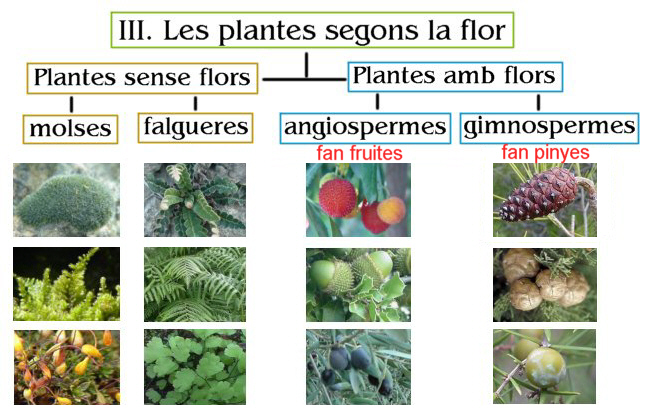 III. Les plantes segons la flor
Plantes sense flors
Plantes amb flors
molses
falgueres
angiospermes
gimnospermes
fan fruites
fan pinyes